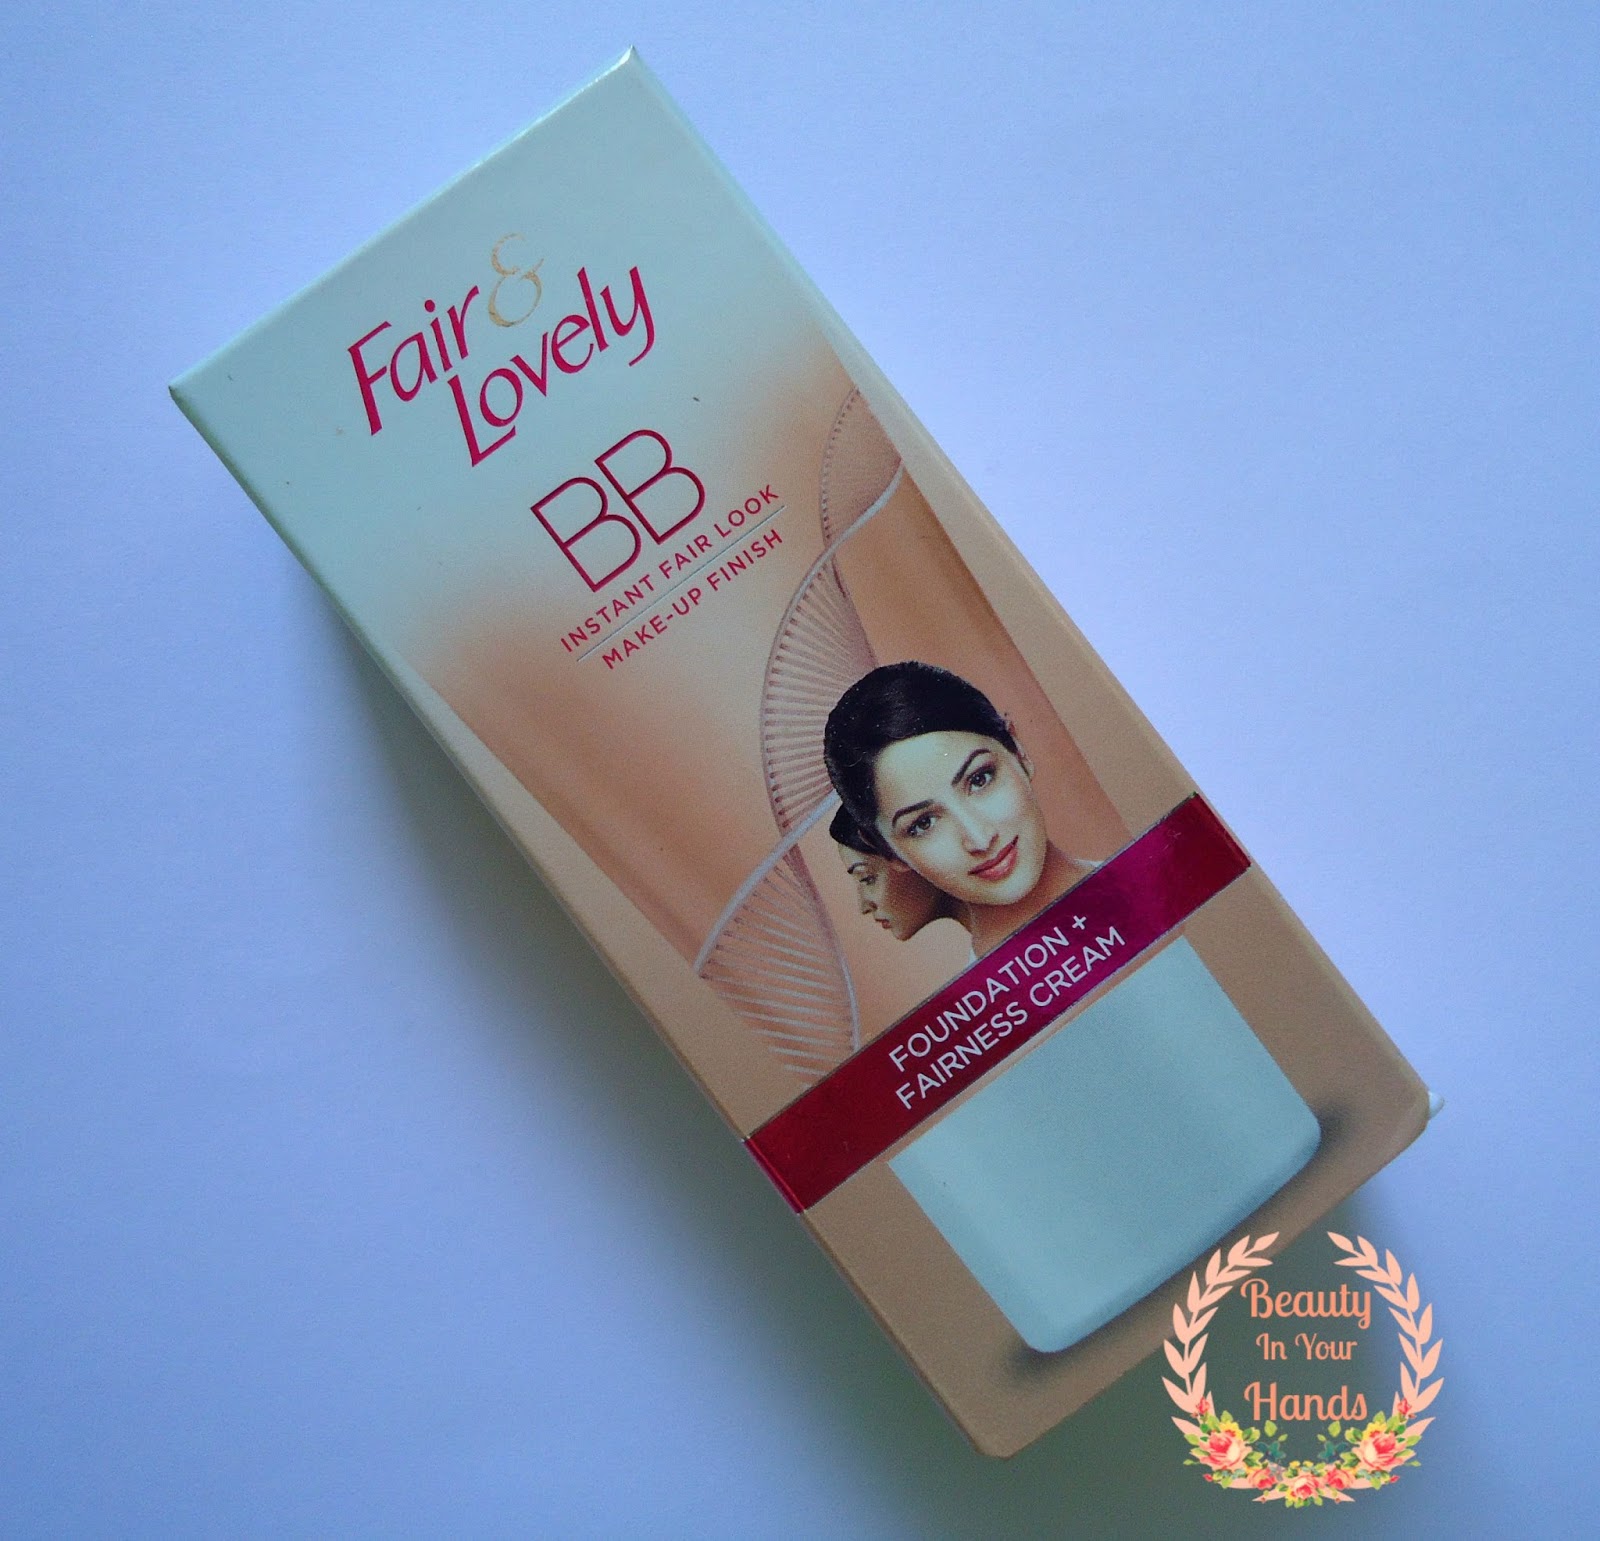 Fair &
Lovely
BB
INSTANT FAIR LOOK
MAKE-UP FINISH
FOUNDATION +
FAIRNESS CREAM
Beauty
In Your
Hands